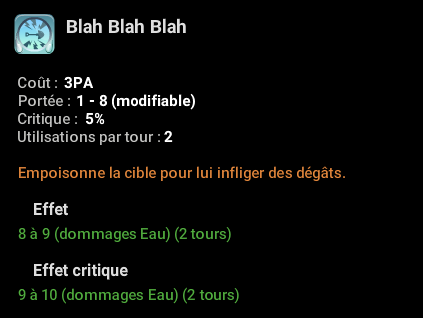 Blah Blah Blah
Coût : 3PA
Portée : 1 - 8 (modifiable)
Critique : 5%
Utilisations par tour : 2
Empoisonne la cible pour lui infliger des dégâts.
Effet
8 à 9 (dommages Eau) (2 tours)
Effet critique
9 à 10 (dommages Eau) (2 tours)